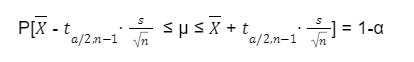 P[X̅ - t_{a/2,n−1}· s/√n ≤ μ ≤ X̅ + t_{a/2,n−1}· s/√n] = 1-α